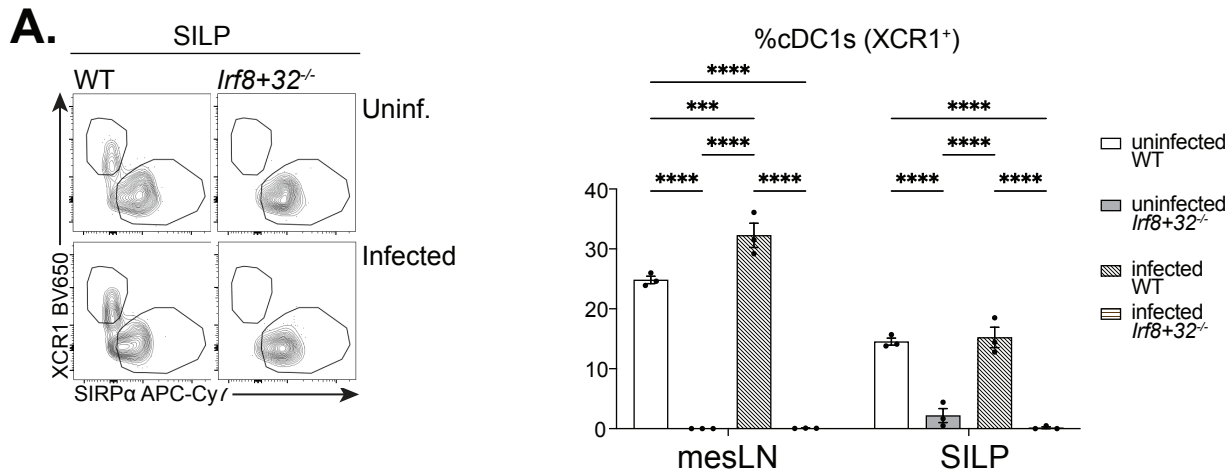 A.
SILP
WT Irf8+32-/-
Uninf.
Infected
XCR1 BV650
SIRPα APC-Cy7
%cDC1s (XCR1+)
****
****
***
****
****
****
****
****
****
****
40
30
20
10
0
mesLN SILP
uninfected
WT
uninfected
Irf8+32-/-
infected
WT
infected
Irf8+32-/-